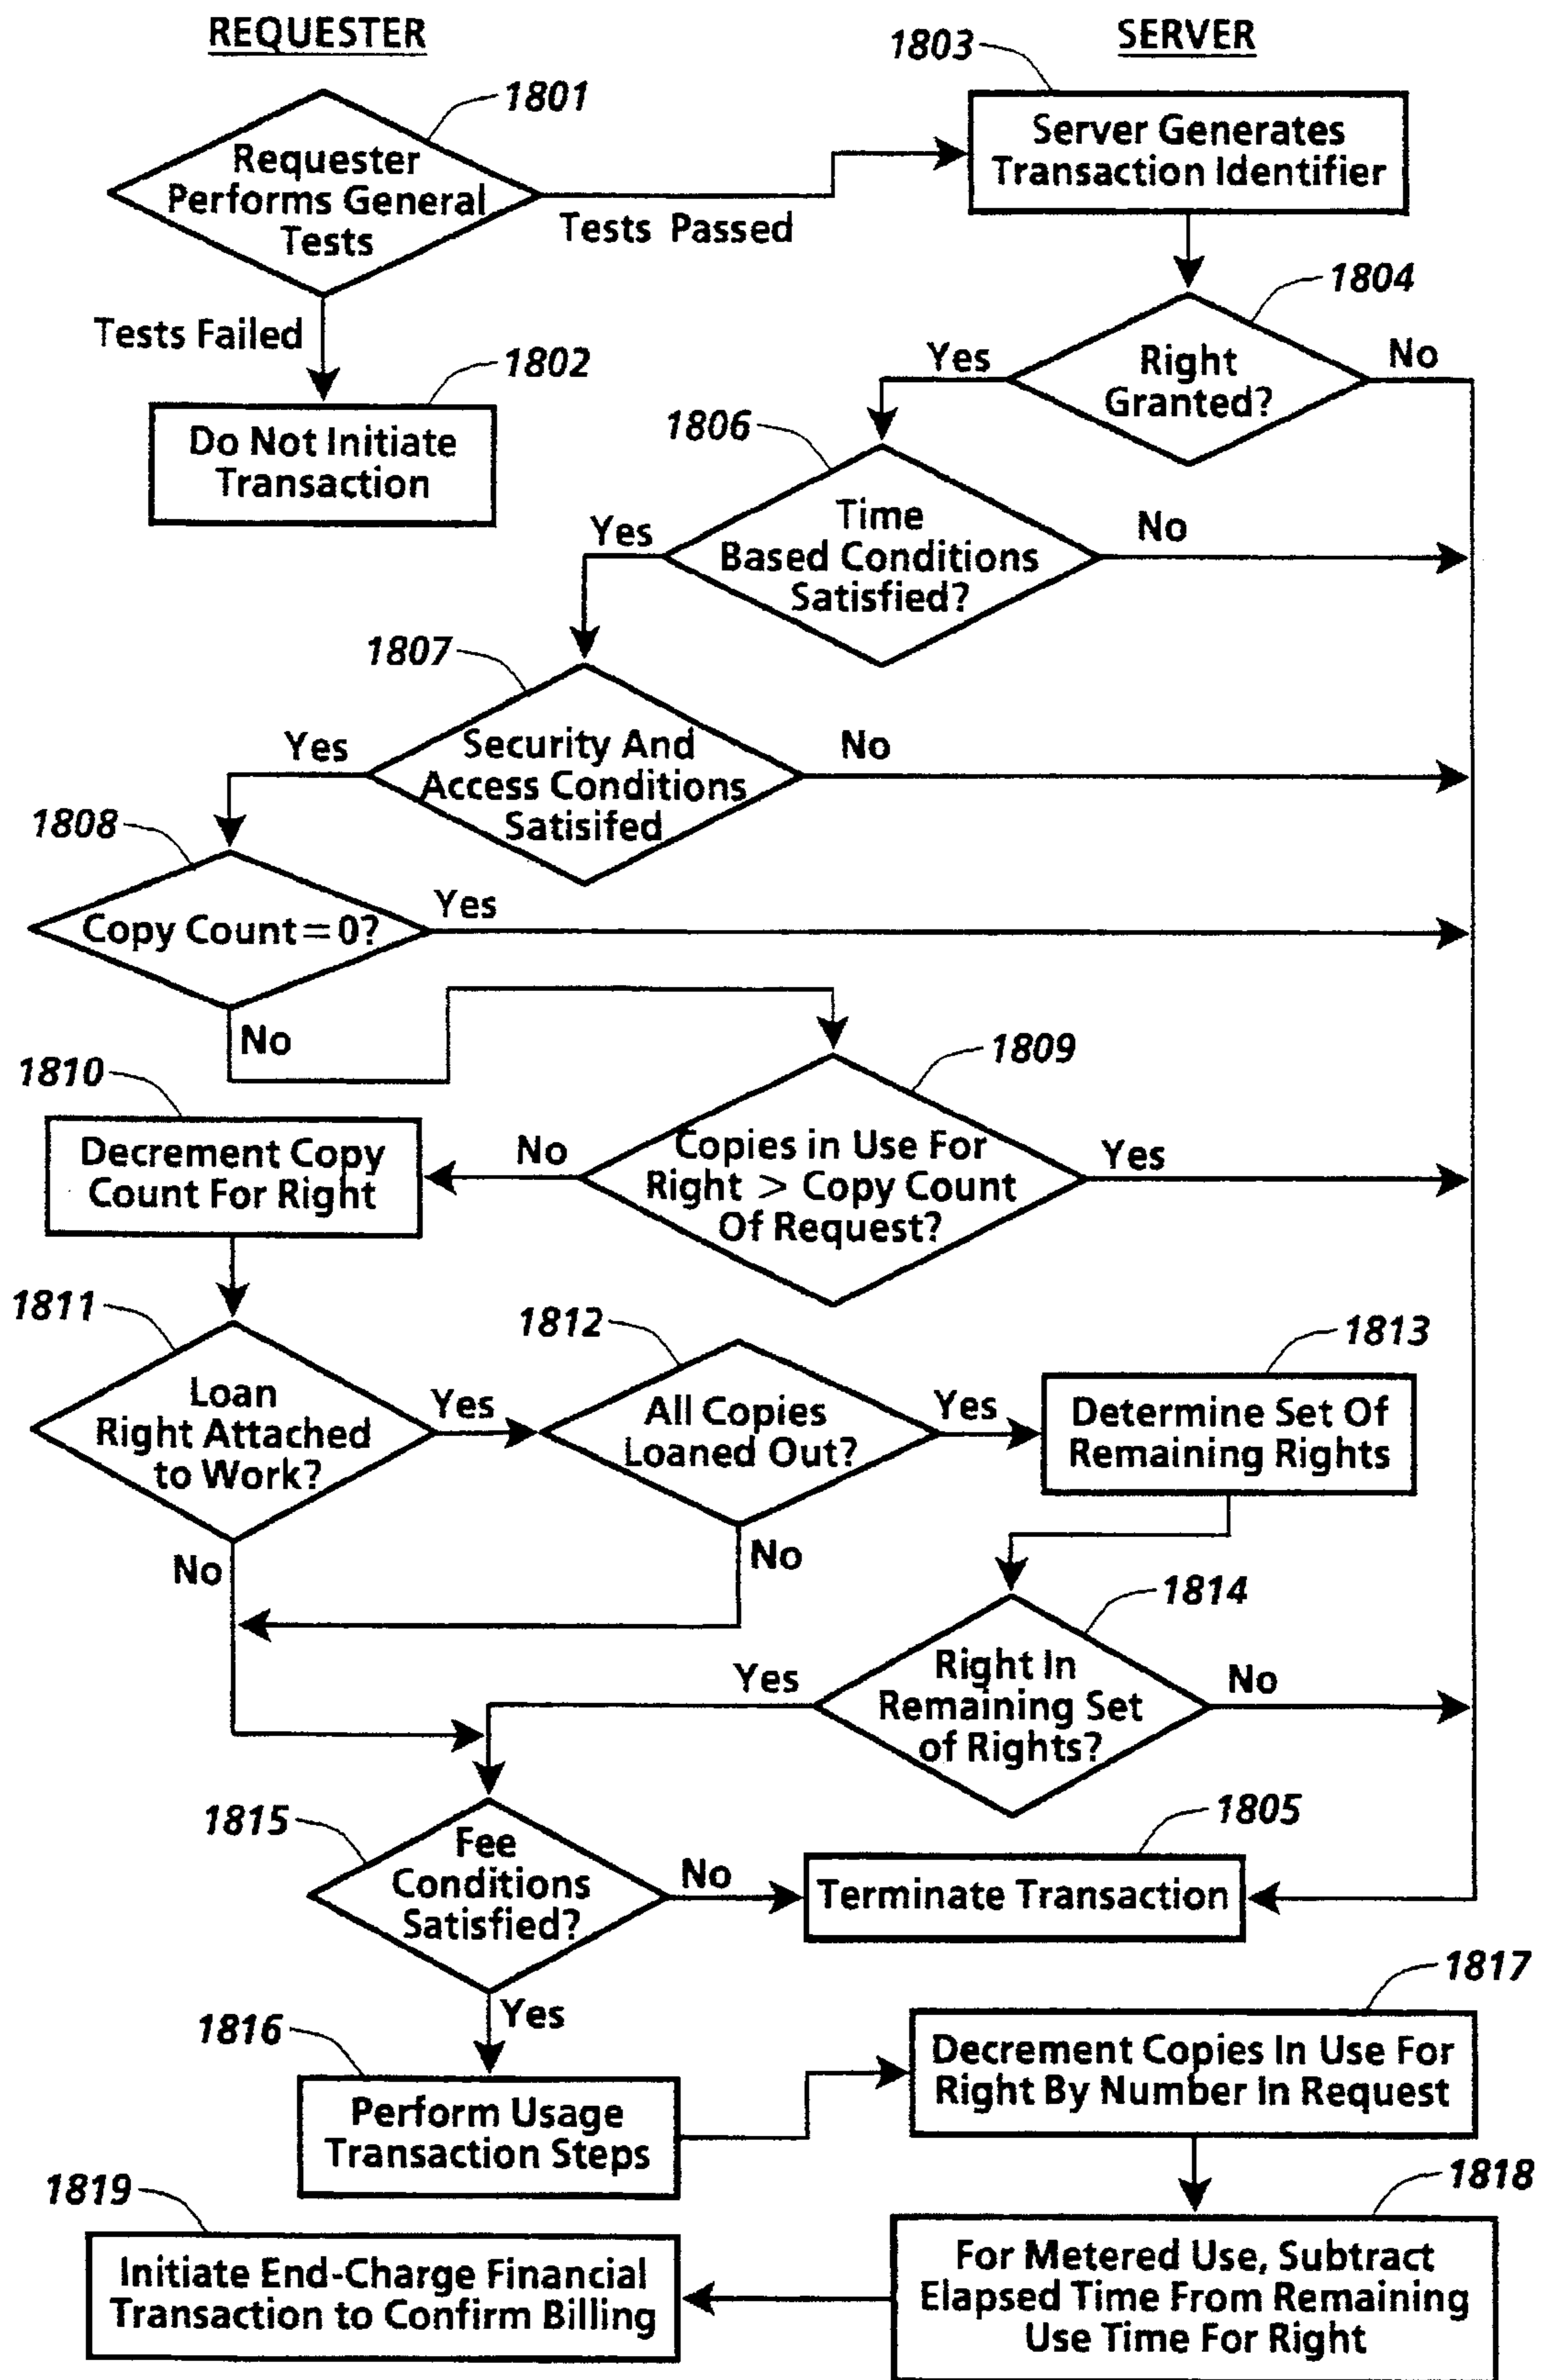 REQUESTER
SERVER
1803
1801
Requester
Performs General
Tests
Server Generates
Transaction Identifier
Tests Passed
1804
Tests Failed
1802
Yes
Right
Granted?
No
Do Not Initiate
Transaction
1806
Time
Based Conditions
Satisfied?
Yes
No
1807
Security And
Access Conditions
Satisifed
Yes
No
1808
Copy Count = 0?
Yes
No
1809
1810
Decrement Copy
Count For Right
No
Copies in Use For
Right > Copy Count
Of Request?
Yes
1811
1812
1813
Loan
Right Attached
to Work?
Yes
All Copies
Loaned Out?
Yes
Determine Set Of
Remaining Rights
No
No
1814
Yes
Right In
Remaining Set
of Rights?
No
1815
1805
Fee
Conditions
Satisfied?
No
Terminate Transaction
Yes
1817
1816
Perform Usage
Transaction Steps
Decrement Copies In Use For
Right By Number In Request
1819
1818
Initiate End-Charge Financial
Transaction to Confirm Billing
For Metered Use, Subtract
Elapsed Time From Remaining
Use Time For Right